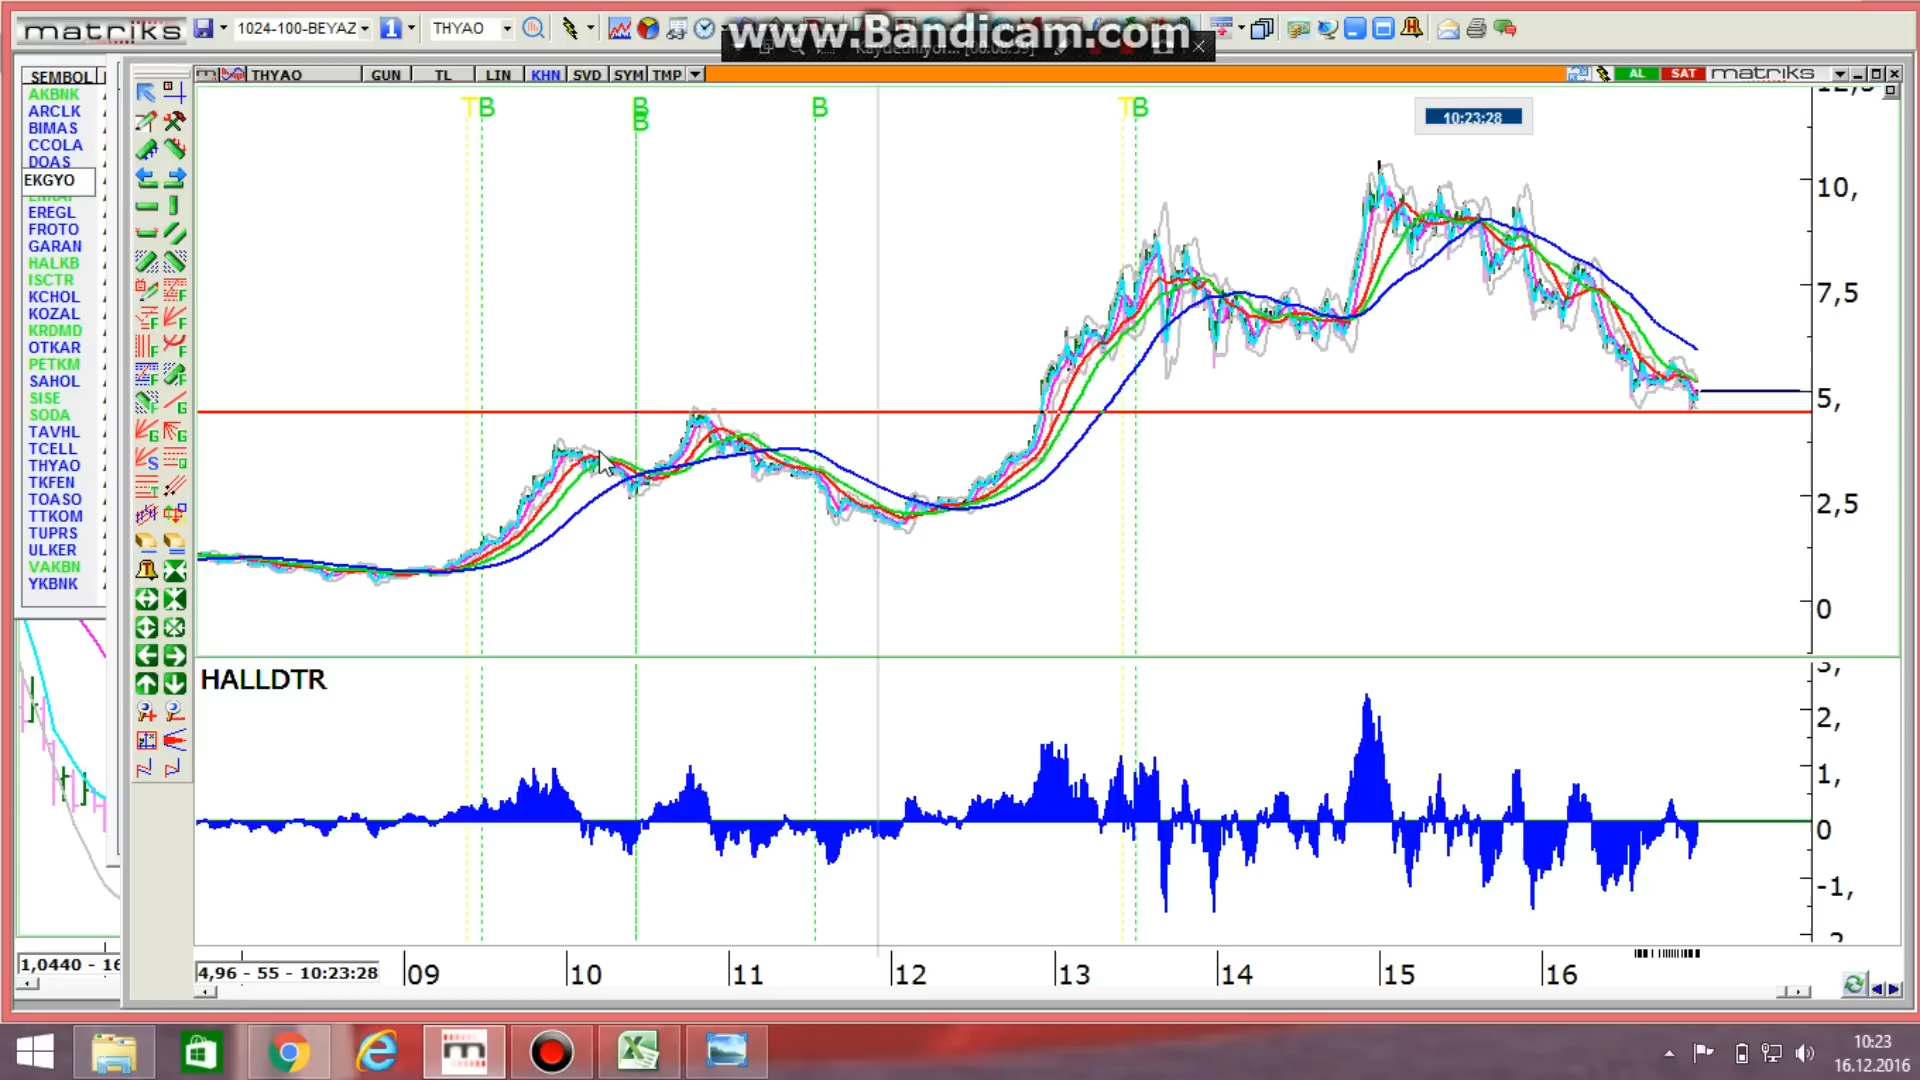 matriks
1024-100-BEYAZ
1
THYAO
www.Bandicam.com
THYAO
GUN
TL
LIN
KHN
SVD
SYM
TMP
AL
SAT
matriks
SEMBOL
AKBNK
ARCLK
BIMAS
CCOLA
DOAS
EKGYO
EREGL
FROTO
GARAN
HALKB
ISCTR
KCHOL
KOZAL
KRDMD
OTKAR
PETKM
SAHOL
SISE
SODA
TAVHL
TCELL
THYAO
TKFEN
TOASO
TTKOM
TUPRS
ULKER
VAKBN
YKBNK
T B
B
B
B
T B
10:23:28
10,
7,5
5,
2,5
0
HALLDTR
2,
1,
0
-1,
1,0440 - 16
4,96 - 55 - 10:23:28
09
10
11
12
13
14
15
16
10:23
16.12.2016